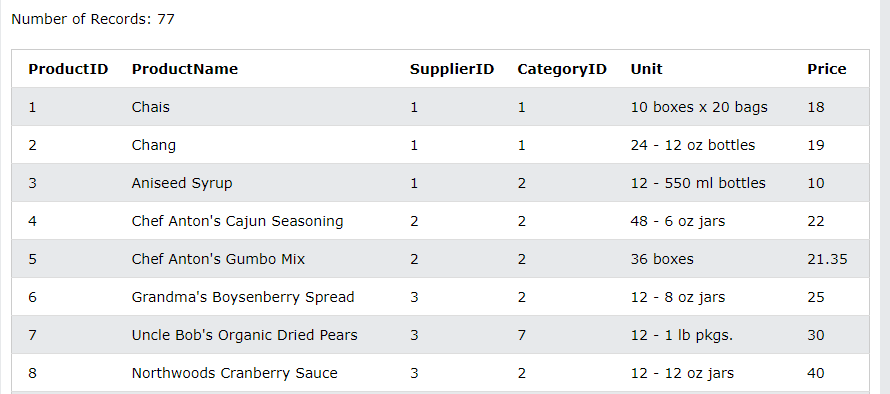 Number of Records: 77
ProductID ProductName SupplierID CategoryID Unit Price
1 Chais 1 1 10 boxes x 20 bags 18
2 Chang 1 1 24 - 12 oz bottles 19
3 Aniseed Syrup 1 2 12 - 550 ml bottles 10
4 Chef Anton's Cajun Seasoning 2 2 48 - 6 oz jars 22
5 Chef Anton's Gumbo Mix 2 2 36 boxes 21.35
6 Grandma's Boysenberry Spread 3 2 12 - 8 oz jars 25
7 Uncle Bob's Organic Dried Pears 3 7 12 - 1 lb pkgs. 30
8 Northwoods Cranberry Sauce 3 2 12 - 12 oz jars 40